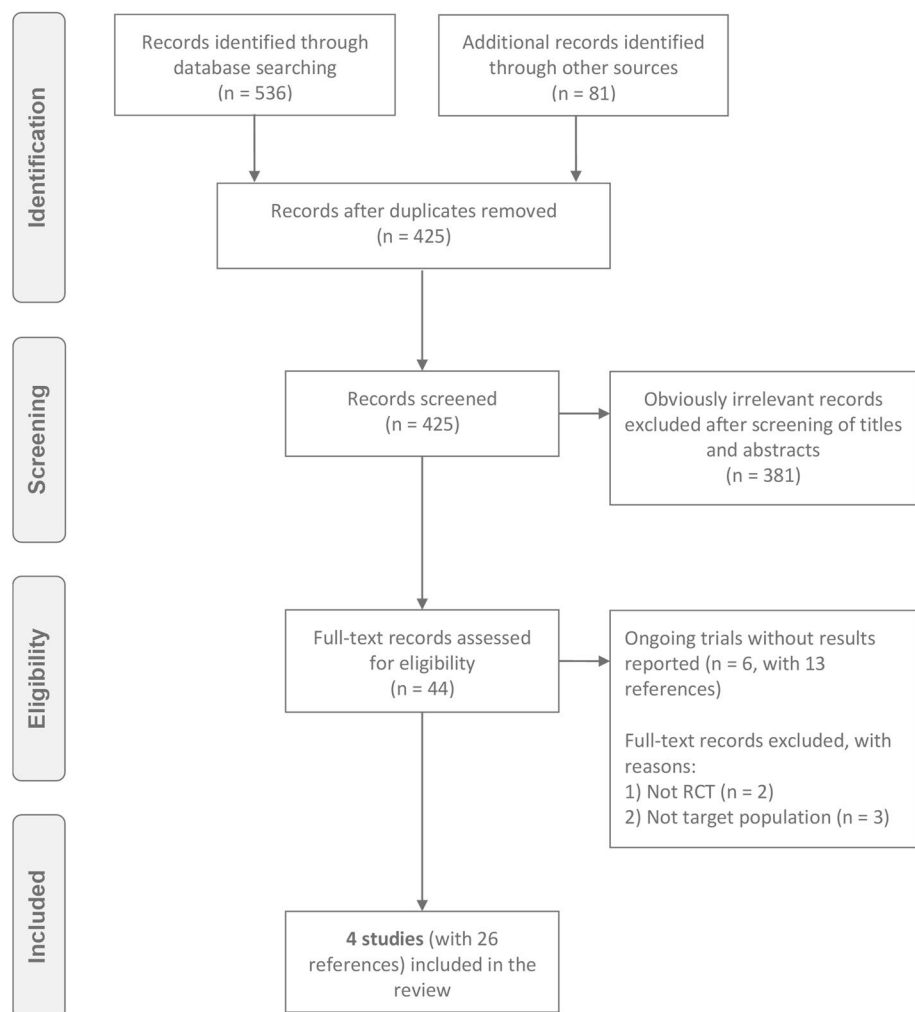 Identification
Records identified through
database searching
(n = 536)
Additional records identified
through other sources
(n = 81)
Records after duplicates removed
(n = 425)
Screening
Records screened
(n = 425)
Obviously irrelevant records
excluded after screening of titles
and abstracts
(n = 381)
Eligibility
Full-text records assessed
for eligibility
(n = 44)
Ongoing trials without results
reported (n = 6, with 13
references)
Full-text records excluded, with
reasons:
1) Not RCT (n = 2)
2) Not target population (n = 3)
Included
4 studies (with 26
references) included in the
review